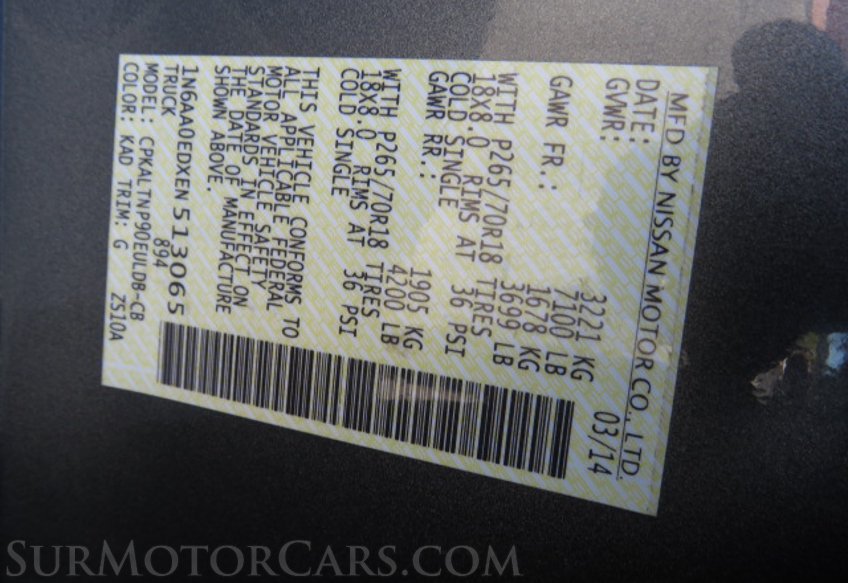 MFD BY NISSAN MOTOR CO., LTD.
DATE: 03/14
GVWR: 3221 KG
7100 LB
GAWR FR.: 1678 KG
3699 LB
WITH P265/70R18 TIRES
18X8.0 RIMS AT 36 PSI
COLD SINGLE
GAWR RR.: 1905 KG
4200 LB
WITH P265/70R18 TIRES
18X8.0 RIMS AT 36 PSI
COLD SINGLE
THIS VEHICLE CONFORMS TO
ALL APPLICABLE FEDERAL
MOTOR VEHICLE SAFETY
STANDARDS IN EFFECT ON
THE DATE OF MANUFACTURE
SHOWN ABOVE.
1N6AA0EDXEN513065
TRUCK 894
MODEL: CPKALTNP90EULDB-CB
COLOR: KAD TRIM: G ZS10A
SURMOTORCARS.COM